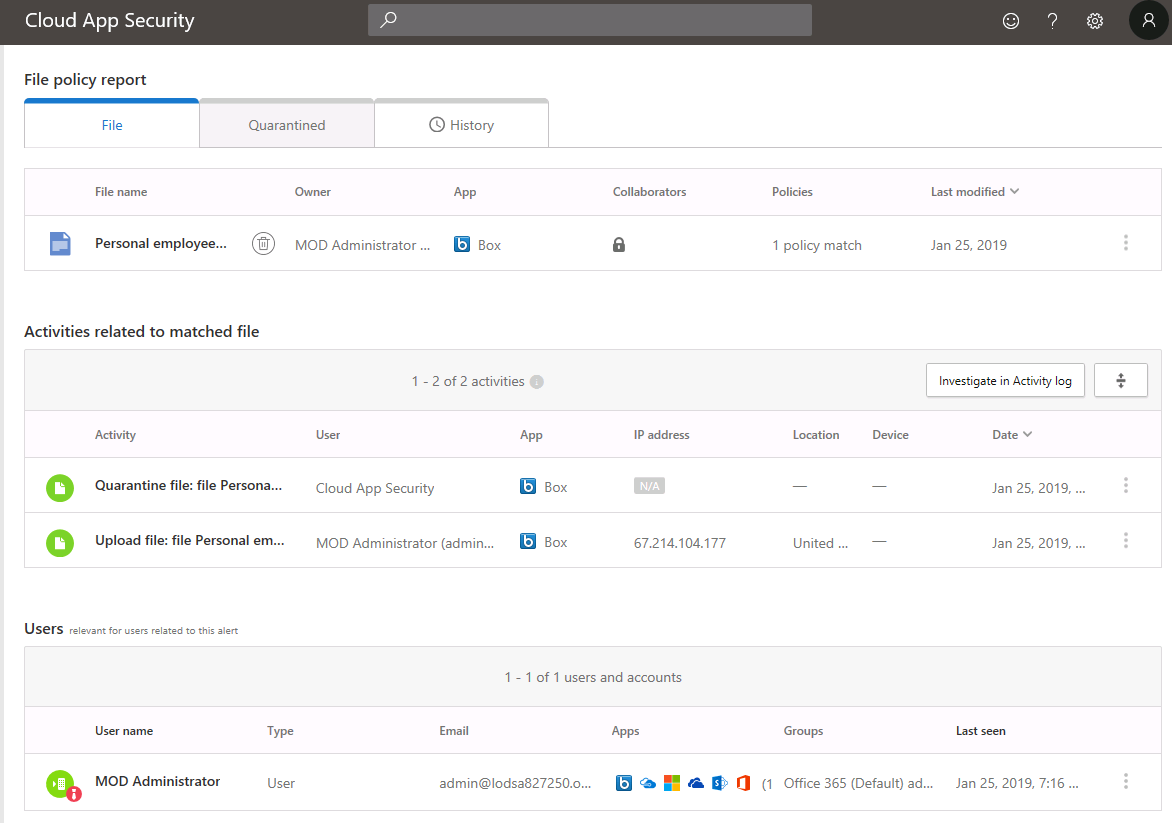 Cloud App Security
File policy report
File Quarantined History
File name Owner App Collaborators Policies Last modified
Personal employee... MOD Administrator ... Box 1 policy match Jan 25, 2019
Activities related to matched file
1 - 2 of 2 activities Investigate in Activity log
Activity User App IP address Location Device Date
Quarantine file: file Persona... Cloud App Security Box N/A — — Jan 25, 2019, ...
Upload file: file Personal em... MOD Administrator (admin... Box 67.214.104.177 United ... — Jan 25, 2019, ...
Users relevant for users related to this alert
1 - 1 of 1 users and accounts
User name Type Email Apps Groups Last seen
MOD Administrator User admin@lodsa827250.o... (1 Office 365 (Default) ad... Jan 25, 2019, 7:16 ...